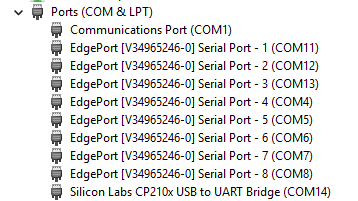 Ports (COM & LPT)
Communications Port (COM1)
EdgePort [V34965246-0] Serial Port - 1 (COM11)
EdgePort [V34965246-0] Serial Port - 2 (COM12)
EdgePort [V34965246-0] Serial Port - 3 (COM13)
EdgePort [V34965246-0] Serial Port - 4 (COM4)
EdgePort [V34965246-0] Serial Port - 5 (COM5)
EdgePort [V34965246-0] Serial Port - 6 (COM6)
EdgePort [V34965246-0] Serial Port - 7 (COM7)
EdgePort [V34965246-0] Serial Port - 8 (COM8)
Silicon Labs CP210x USB to UART Bridge (COM14)